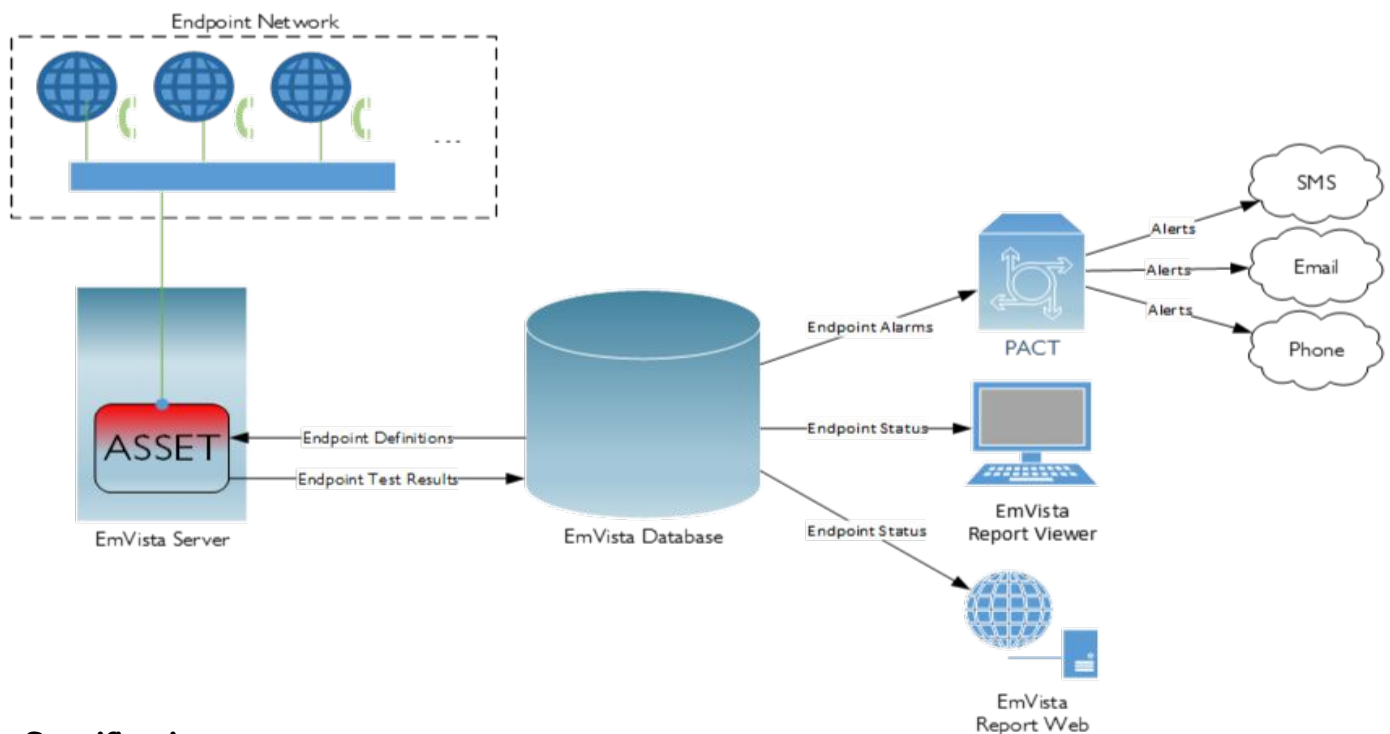 Endpoint Network
...
SMS
Alerts
Alerts
Email
Endpoint Alarms
Alerts
PACT
Phone
ASSET
Endpoint Definitions
Endpoint Status
Endpoint Test Results
EmVista Server
EmVista Database
EmVista
Report Viewer
Endpoint Status
EmVista
Report Web